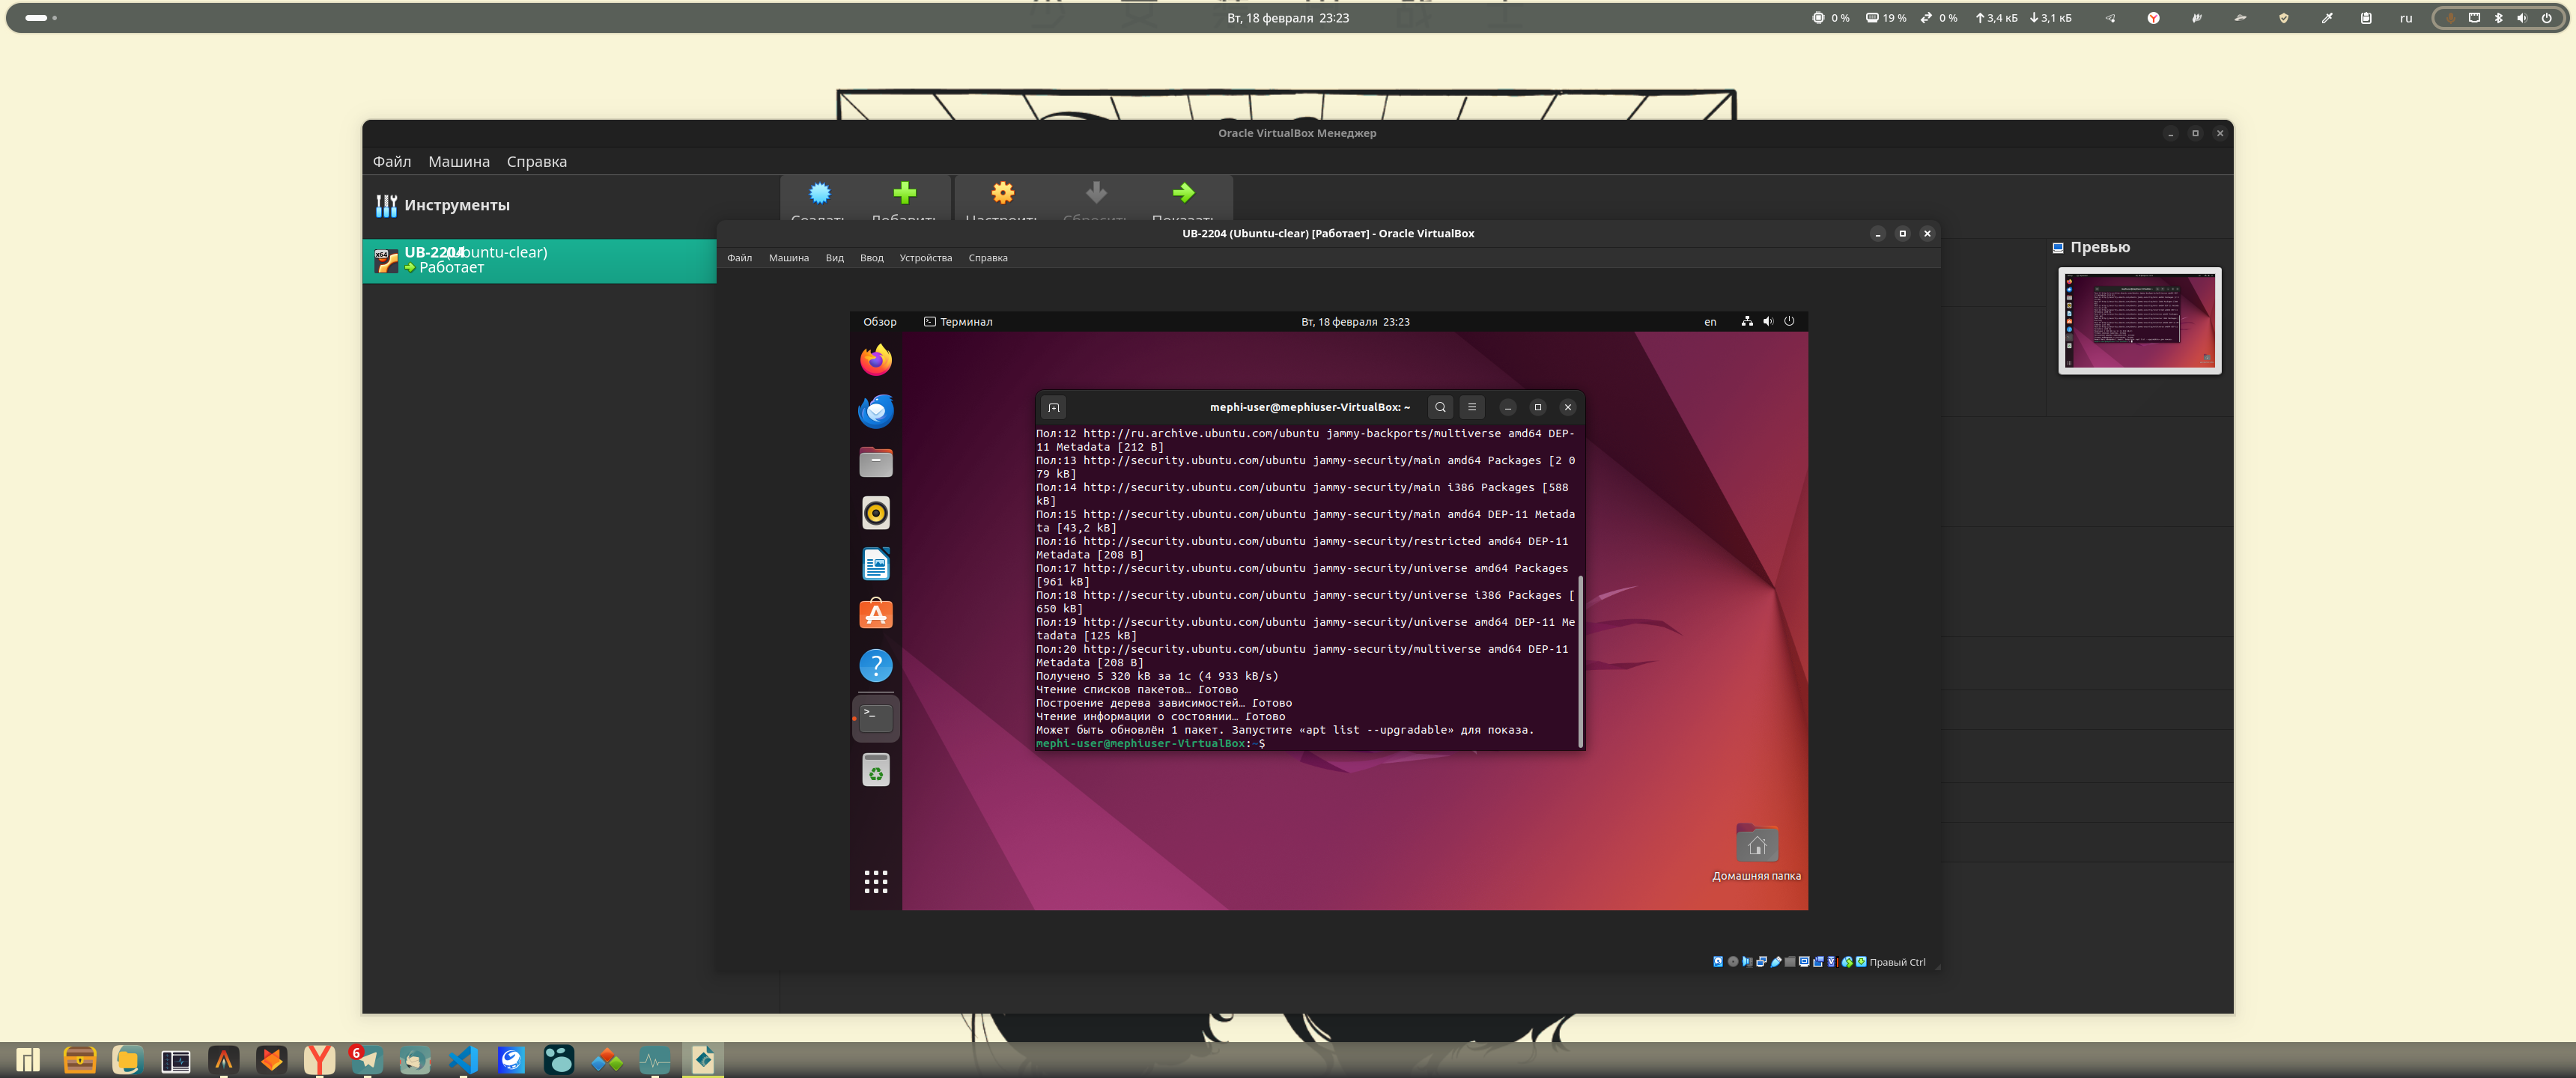 Вт, 18 февраля 23:23
0 % 19 % 0 % 3,4 кБ 3,1 кБ ru
Oracle VirtualBox Менеджер
Файл Машина Справка
Инструменты
Создать Добавить Настроить Сбросить Показать
UB-2204 (Ubuntu-clear)
Работает
Превью
UB-2204 (Ubuntu-clear) [Работает] - Oracle VirtualBox
Файл Машина Вид Ввод Устройства Справка
Обзор Терминал Вт, 18 февраля 23:23 en
mephi-user@mephiuser-VirtualBox: ~
Пол:12 http://ru.archive.ubuntu.com/ubuntu jammy-backports/multiverse amd64 DEP-
11 Metadata [212 B]
Пол:13 http://security.ubuntu.com/ubuntu jammy-security/main amd64 Packages [2 0
79 kB]
Пол:14 http://security.ubuntu.com/ubuntu jammy-security/main i386 Packages [588
kB]
Пол:15 http://security.ubuntu.com/ubuntu jammy-security/main amd64 DEP-11 Metada
ta [43,2 kB]
Пол:16 http://security.ubuntu.com/ubuntu jammy-security/restricted amd64 DEP-11
Metadata [208 B]
Пол:17 http://security.ubuntu.com/ubuntu jammy-security/universe amd64 Packages
[961 kB]
Пол:18 http://security.ubuntu.com/ubuntu jammy-security/universe i386 Packages [
650 kB]
Пол:19 http://security.ubuntu.com/ubuntu jammy-security/universe amd64 DEP-11 Me
tadata [125 kB]
Пол:20 http://security.ubuntu.com/ubuntu jammy-security/multiverse amd64 DEP-11
Metadata [208 B]
Получено 5 320 kB за 1с (4 933 kB/s)
Чтение списков пакетов… Готово
Построение дерева зависимостей… Готово
Чтение информации о состоянии… Готово
Может быть обновлён 1 пакет. Запустите «apt list --upgradable» для показа.
mephi-user@mephiuser-VirtualBox:~$
Домашняя папка
Правый Ctrl
6